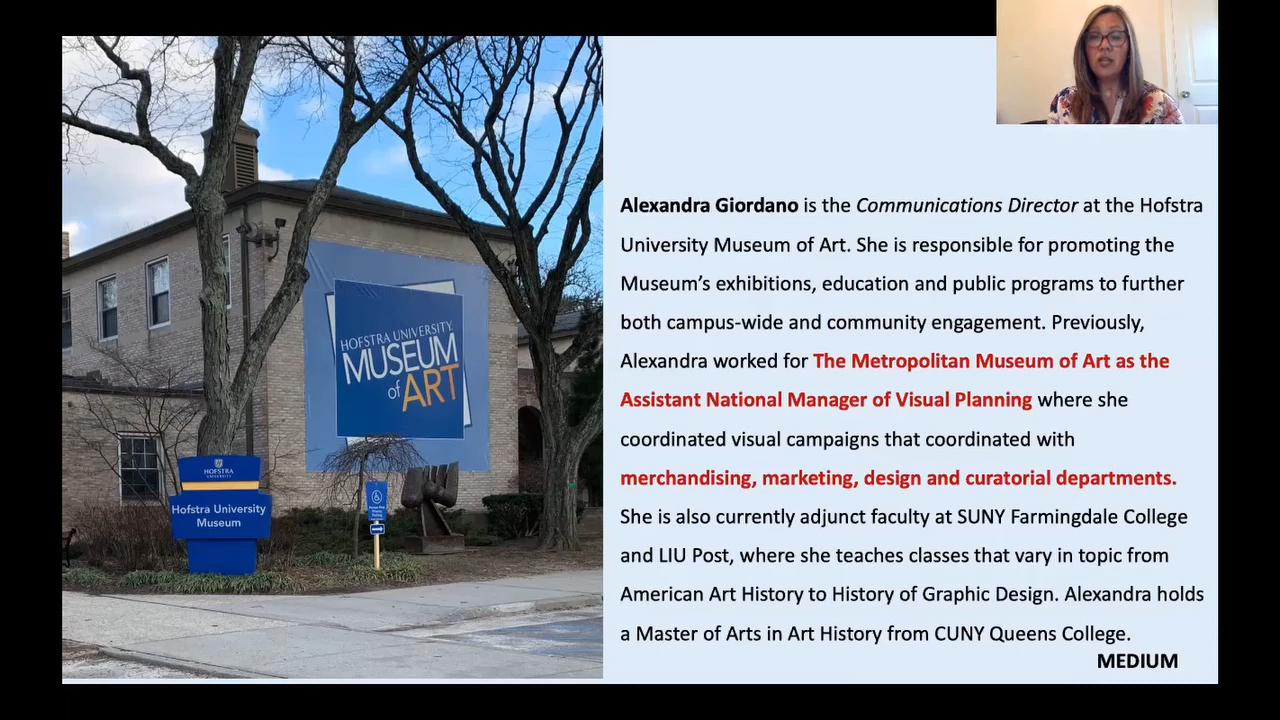 HOFSTRA UNIVERSITY
MUSEUM
of ART
HOFSTRA
UNIVERSITY
Hofstra University
Museum
Alexandra Giordano is the Communications Director at the Hofstra
University Museum of Art. She is responsible for promoting the
Museum’s exhibitions, education and public programs to further
both campus-wide and community engagement. Previously,
Alexandra worked for The Metropolitan Museum of Art as the
Assistant National Manager of Visual Planning where she
coordinated visual campaigns that coordinated with
merchandising, marketing, design and curatorial departments.
She is also currently adjunct faculty at SUNY Farmingdale College
and LIU Post, where she teaches classes that vary in topic from
American Art History to History of Graphic Design. Alexandra holds
a Master of Arts in Art History from CUNY Queens College.
MEDIUM